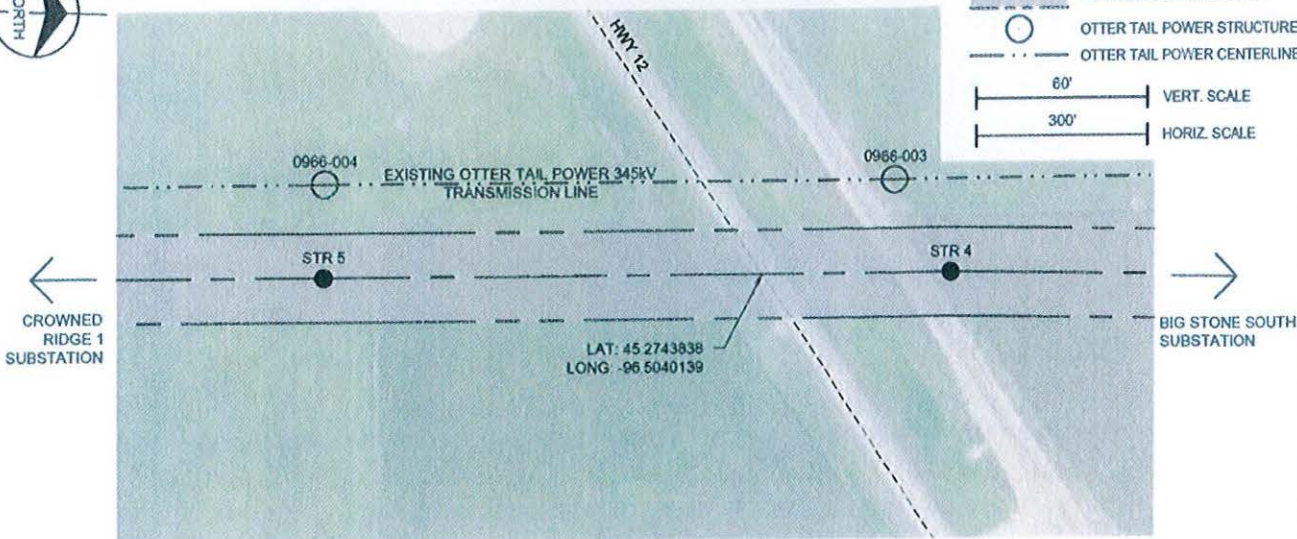 NORTH
OTTER TAIL POWER STRUCTURE
OTTER TAIL POWER CENTERLINE
60'
VERT. SCALE
300'
HORIZ. SCALE
HWY 12
0966-004
0966-003
EXISTING OTTER TAIL POWER 345kV
TRANSMISSION LINE
STR 5
STR 4
CROWNED
RIDGE 1
SUBSTATION
BIG STONE SOUTH
SUBSTATION
LAT: 45.2743838
LONG: -96.5040139